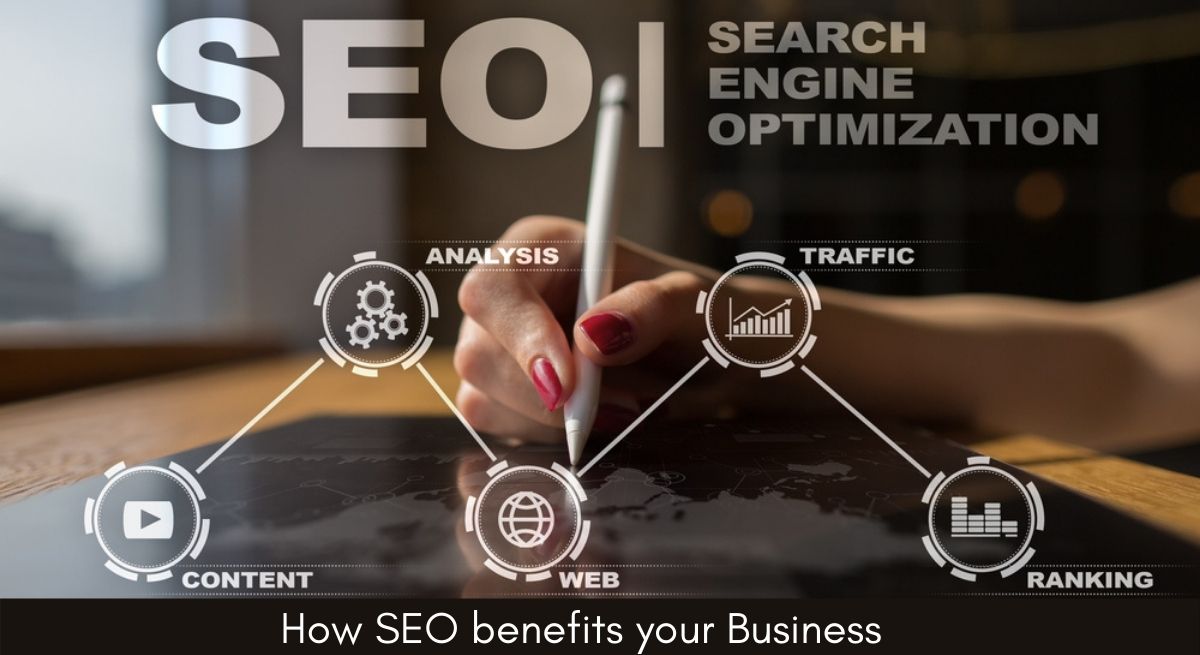 SEO |
SEARCH
ENGINE
OPTIMIZATION
ANALYSIS
TRAFFIC
CONTENT
WEB
RANKING
How SEO benefits your Business